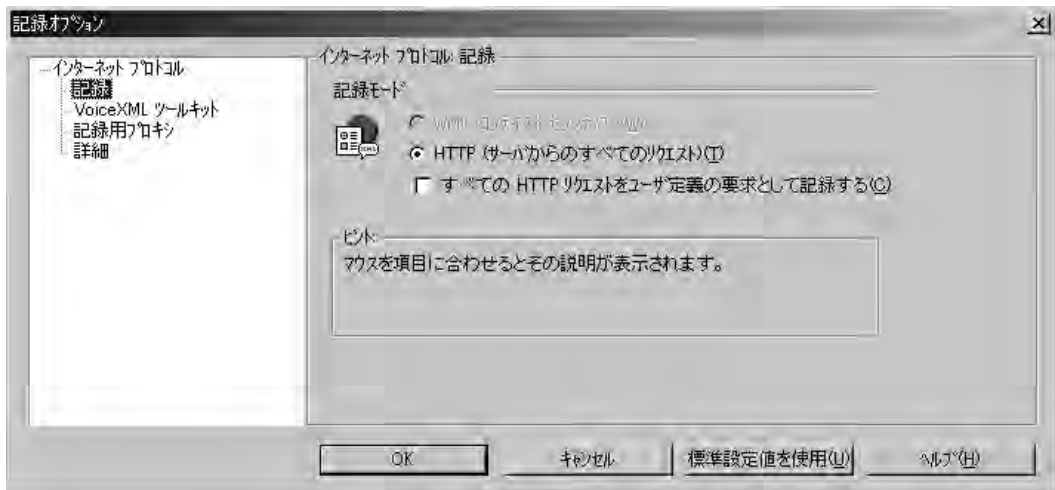 記録オプション
インターネット プロトコル
記録
VoiceXML ツールキット
記録用プロキシ
詳細
インターネット プロトコル: 記録
記録モード
HTTP (サーバからのすべてのリクエスト)(T)
すべての HTTP リクエストをユーザ定義の要求として記録する(C)
ヒント:
マウスを項目に合わせるとその説明が表示されます。
OK
キャンセル
標準設定値を使用(U)
ヘルプ(H)